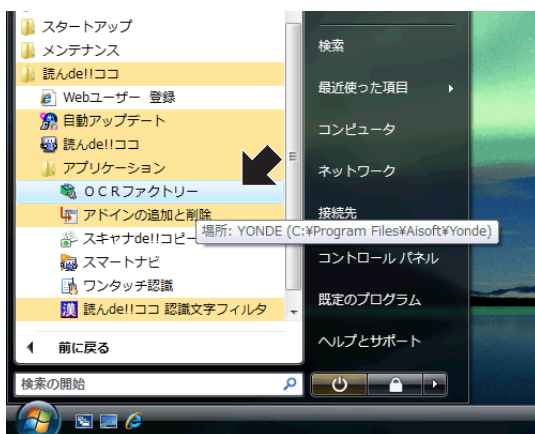 スタートアップ
メンテナンス
読んde!!ココ
Webユーザー 登録
自動アップデート
読んde!!ココ
アプリケーション
OCRファクトリー
アドインの追加と削除
場所: YONDE (C:¥Program Files¥Aisoft¥Yonde)
スキャナde!!コピー
スマートナビ
ワンタッチ認識
漢
読んde!!ココ 認識文字フィルタ
前に戻る
検索の開始
検索
最近使った項目
コンピュータ
ネットワーク
接続先
コントロール パネル
既定のプログラム
ヘルプとサポート